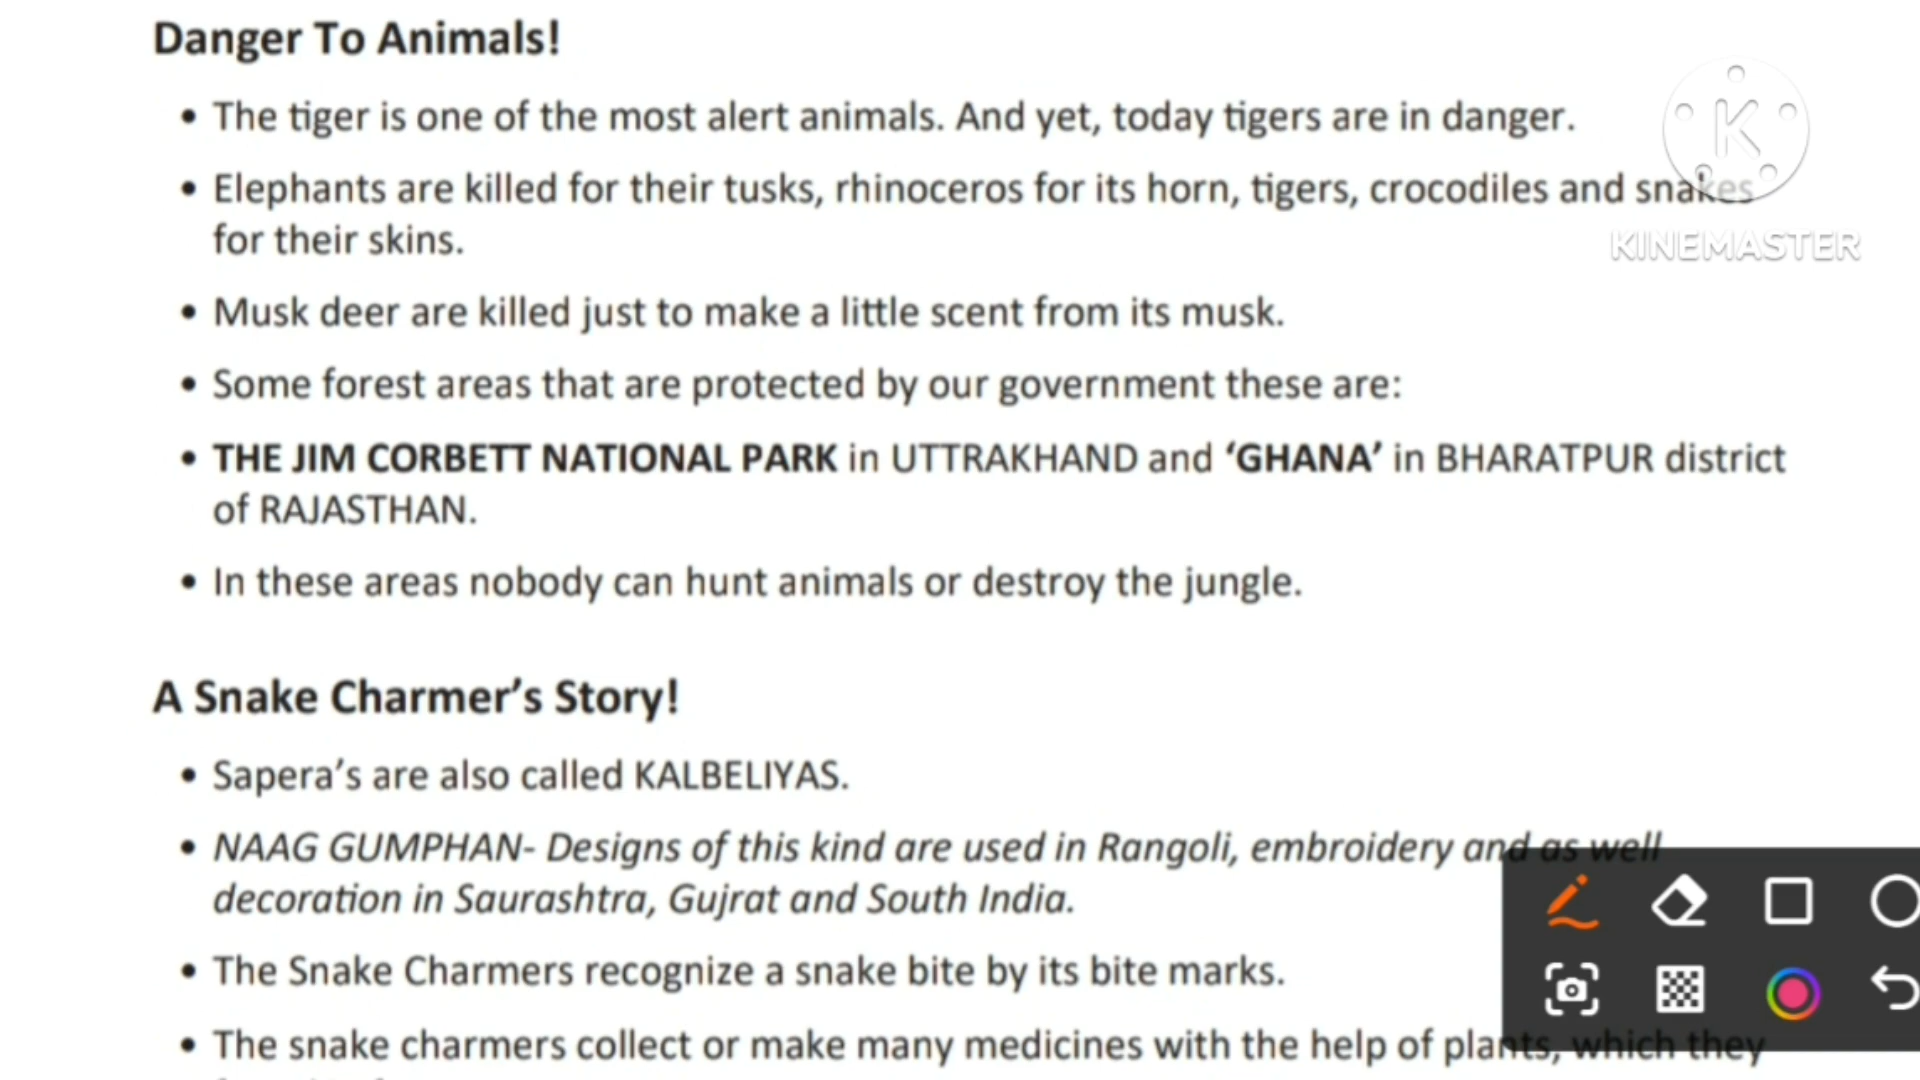 Danger To Animals!
• The tiger is one of the most alert animals. And yet, today tigers are in danger.
• Elephants are killed for their tusks, rhinoceros for its horn, tigers, crocodiles and snakes
for their skins.
KINEMASTER
• Musk deer are killed just to make a little scent from its musk.
• Some forest areas that are protected by our government these are:
• THE JIM CORBETT NATIONAL PARK in UTTRAKHAND and ‘GHANA’ in BHARATPUR district
of RAJASTHAN.
• In these areas nobody can hunt animals or destroy the jungle.
A Snake Charmer’s Story!
• Sapera’s are also called KALBELIYAS.
• NAAG GUMPHAN- Designs of this kind are used in Rangoli, embroidery and as well
decoration in Saurashtra, Gujrat and South India.
• The Snake Charmers recognize a snake bite by its bite marks.
• The snake charmers collect or make many medicines with the help of plants, which they